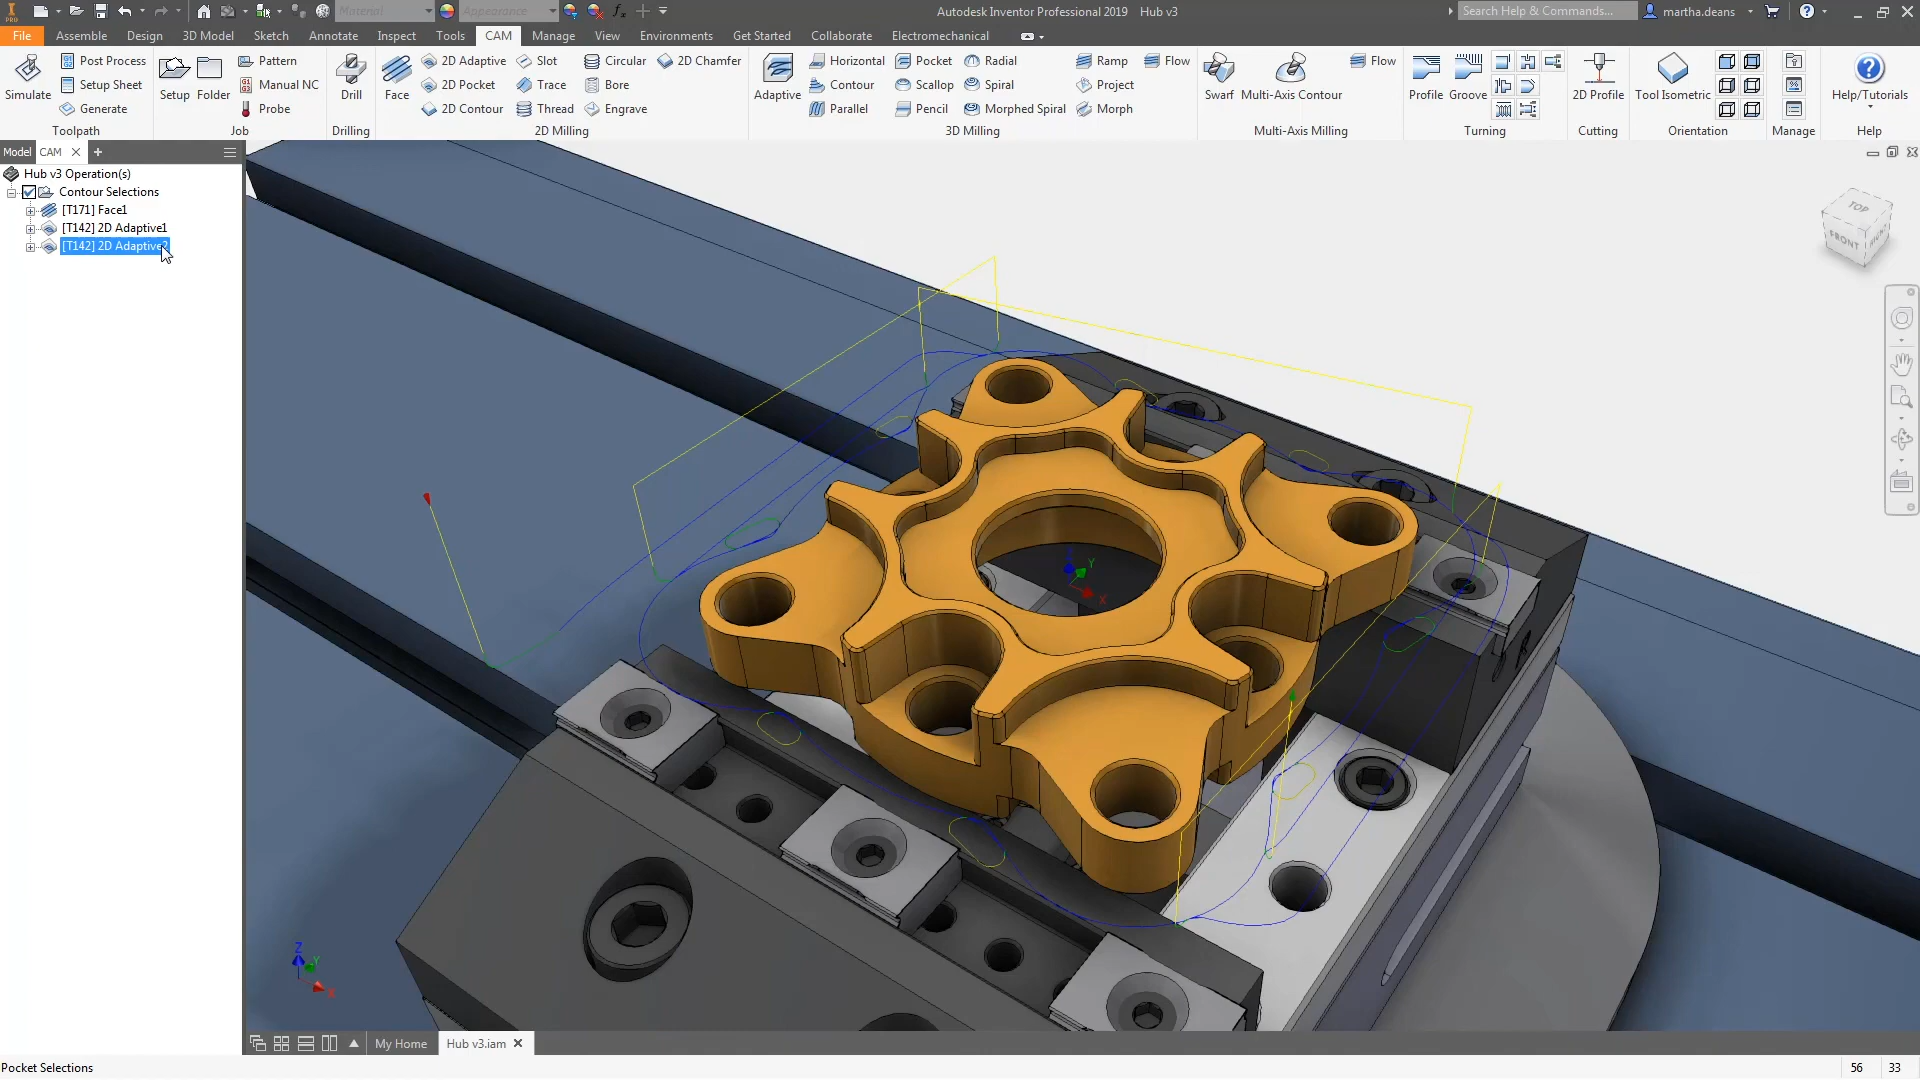 PRO
Material
Appearance
Autodesk Inventor Professional 2019 Hub v3
Search Help & Commands...
martha.deans
File Assemble Design 3D Model Sketch Annotate Inspect Tools CAM Manage View Environments Get Started Collaborate Electromechanical
Simulate
Post Process
Setup Sheet
Generate
Toolpath
Setup
Folder
Pattern
Manual NC
Probe
Job
Drill
Drilling
Face
2D Adaptive Slot Circular 2D Chamfer
2D Pocket Trace Bore
2D Contour Thread Engrave
2D Milling
Adaptive
Horizontal Pocket Radial Ramp Flow
Contour Scallop Spiral Project
Parallel Pencil Morphed Spiral Morph
3D Milling
Swarf
Multi-Axis Contour
Flow
Multi-Axis Milling
Profile
Groove
Turning
2D Profile
Cutting
Tool Isometric
Orientation
Manage
Help/Tutorials
Help
Model CAM
Hub v3 Operation(s)
Contour Selections
[T171] Face1
[T142] 2D Adaptive1
[T142] 2D Adaptive2
TOP
FRONT
RIGHT
Z
Y
X
Z
Y
X
My Home Hub v3.iam
Pocket Selections
56 33